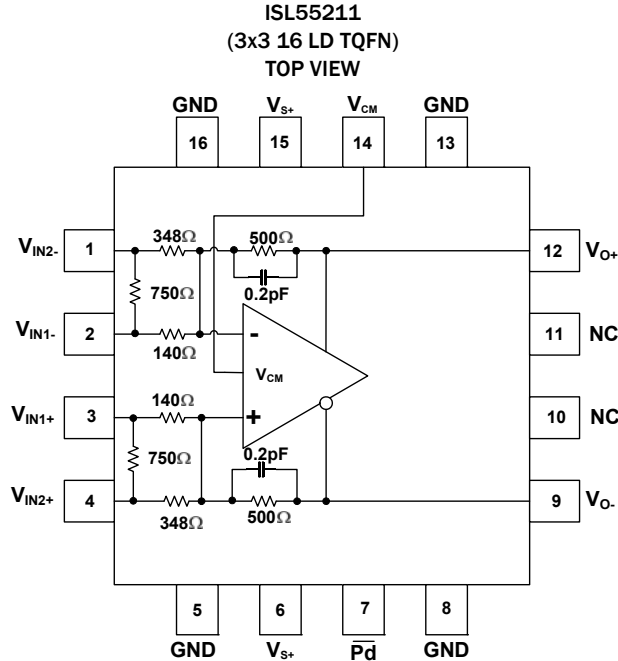 ISL55211
(3x3 16 LD TQFN)
TOP VIEW
GND
V_S+
V_CM
GND
16
15
14
13
V_IN2-
1
348Ω
500Ω
12
V_O+
750Ω
0.2pF
V_IN1-
2
140Ω
-
11
NC
V_CM
V_IN1+
3
140Ω
+
10
NC
750Ω
0.2pF
V_IN2+
4
348Ω
500Ω
9
V_O-
5
6
7
8
GND
V_S+
P̅d̅
GND